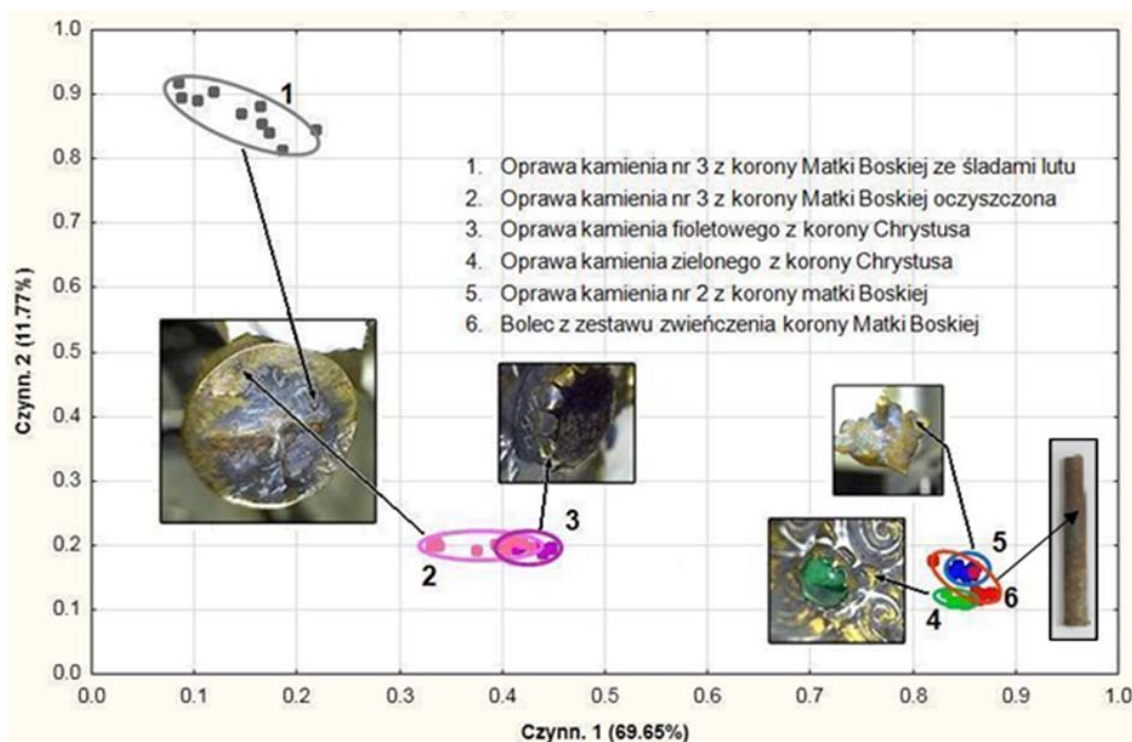 1.0
0.9
0.8
0.7
0.6
0.5
0.4
0.3
0.2
0.1
0.0
Czynn. 2 (11.77%)
1
1. Oprawa kamienia nr 3 z korony Matki Boskiej ze śladami lutu
2. Oprawa kamienia nr 3 z korony Matki Boskiej oczyszczona
3. Oprawa kamienia fioletowego z korony Chrystusa
4. Oprawa kamienia zielonego z korony Chrystusa
5. Oprawa kamienia nr 2 z korony matki Boskiej
6. Bolec z zestawu zwieńczenia korony Matki Boskiej
2
3
4
5
6
0.0 0.1 0.2 0.3 0.4 0.5 0.6 0.7 0.8 0.9 1.0
Czynn. 1 (69.65%)